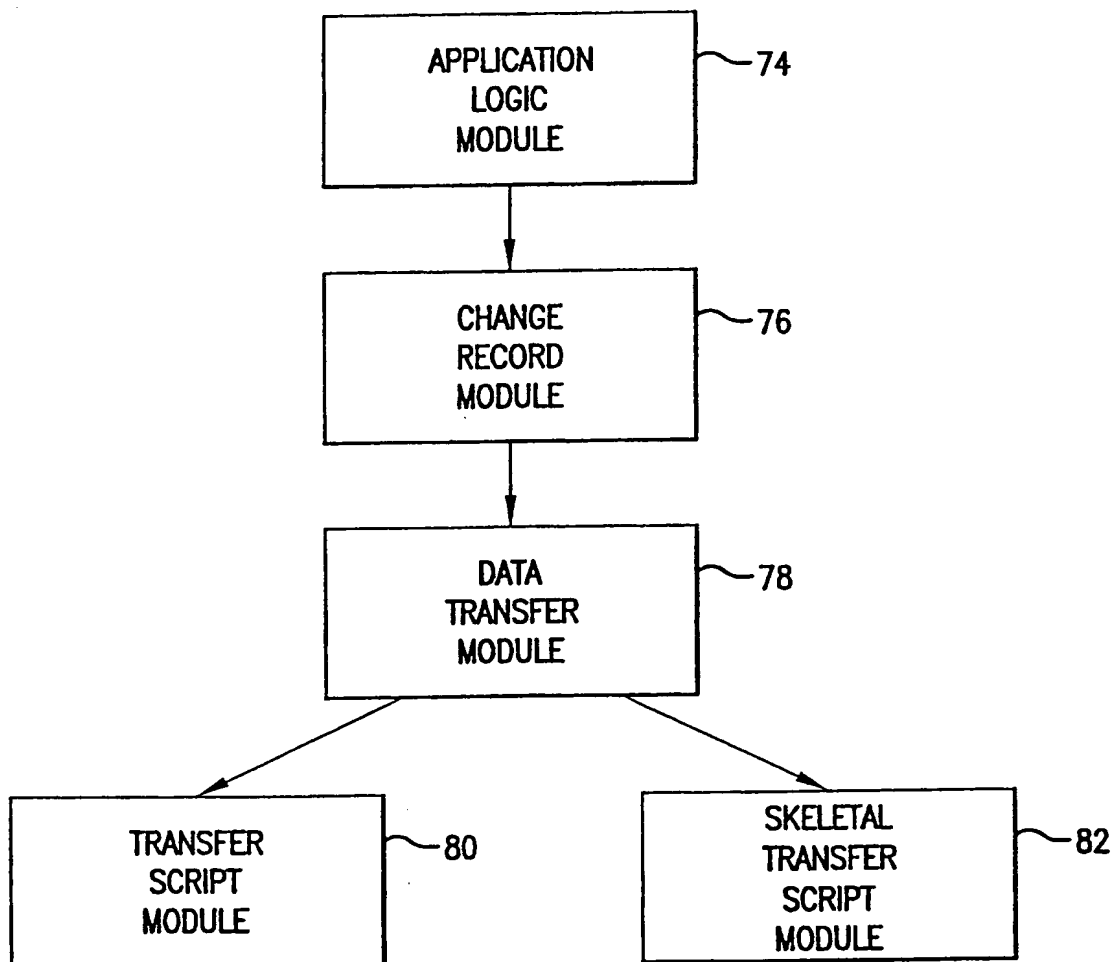 APPLICATION
LOGIC
MODULE
74
CHANGE
RECORD
MODULE
76
DATA
TRANSFER
MODULE
78
TRANSFER
SCRIPT
MODULE
80
SKELETAL
TRANSFER
SCRIPT
MODULE
82